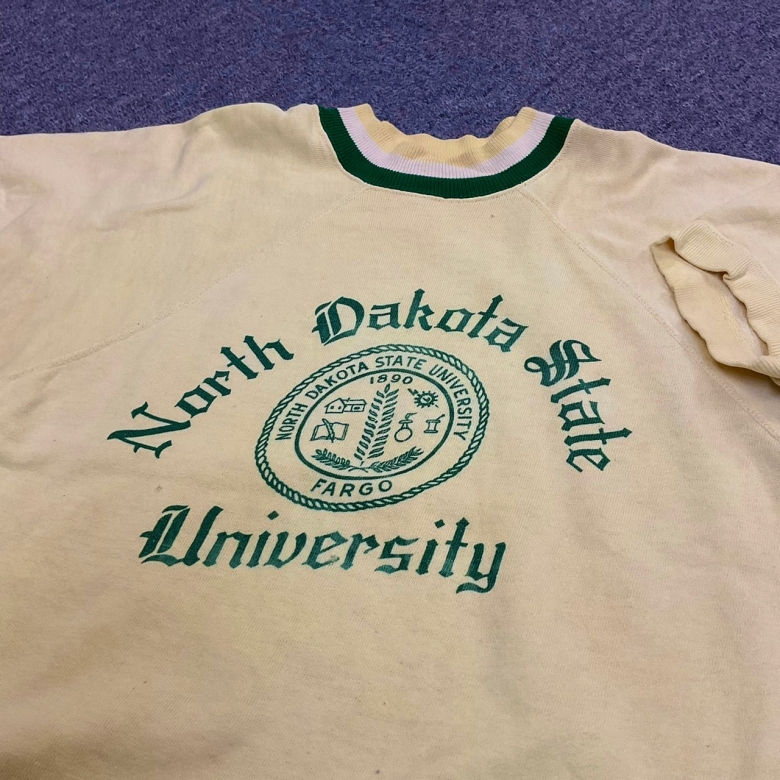 North Dakota State
NORTH DAKOTA STATE UNIVERSITY
1890
FARGO
University